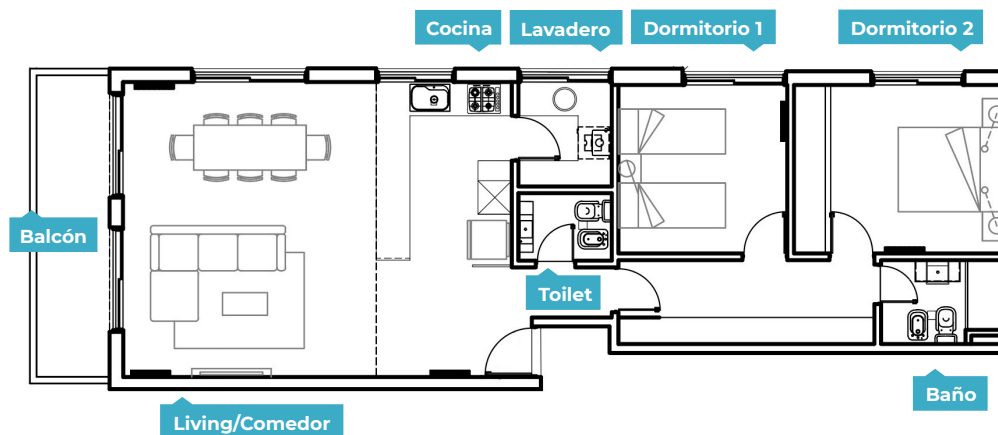 Cocina
Lavadero
Dormitorio 1
Dormitorio 2
Balcón
Toilet
Baño
Living/Comedor